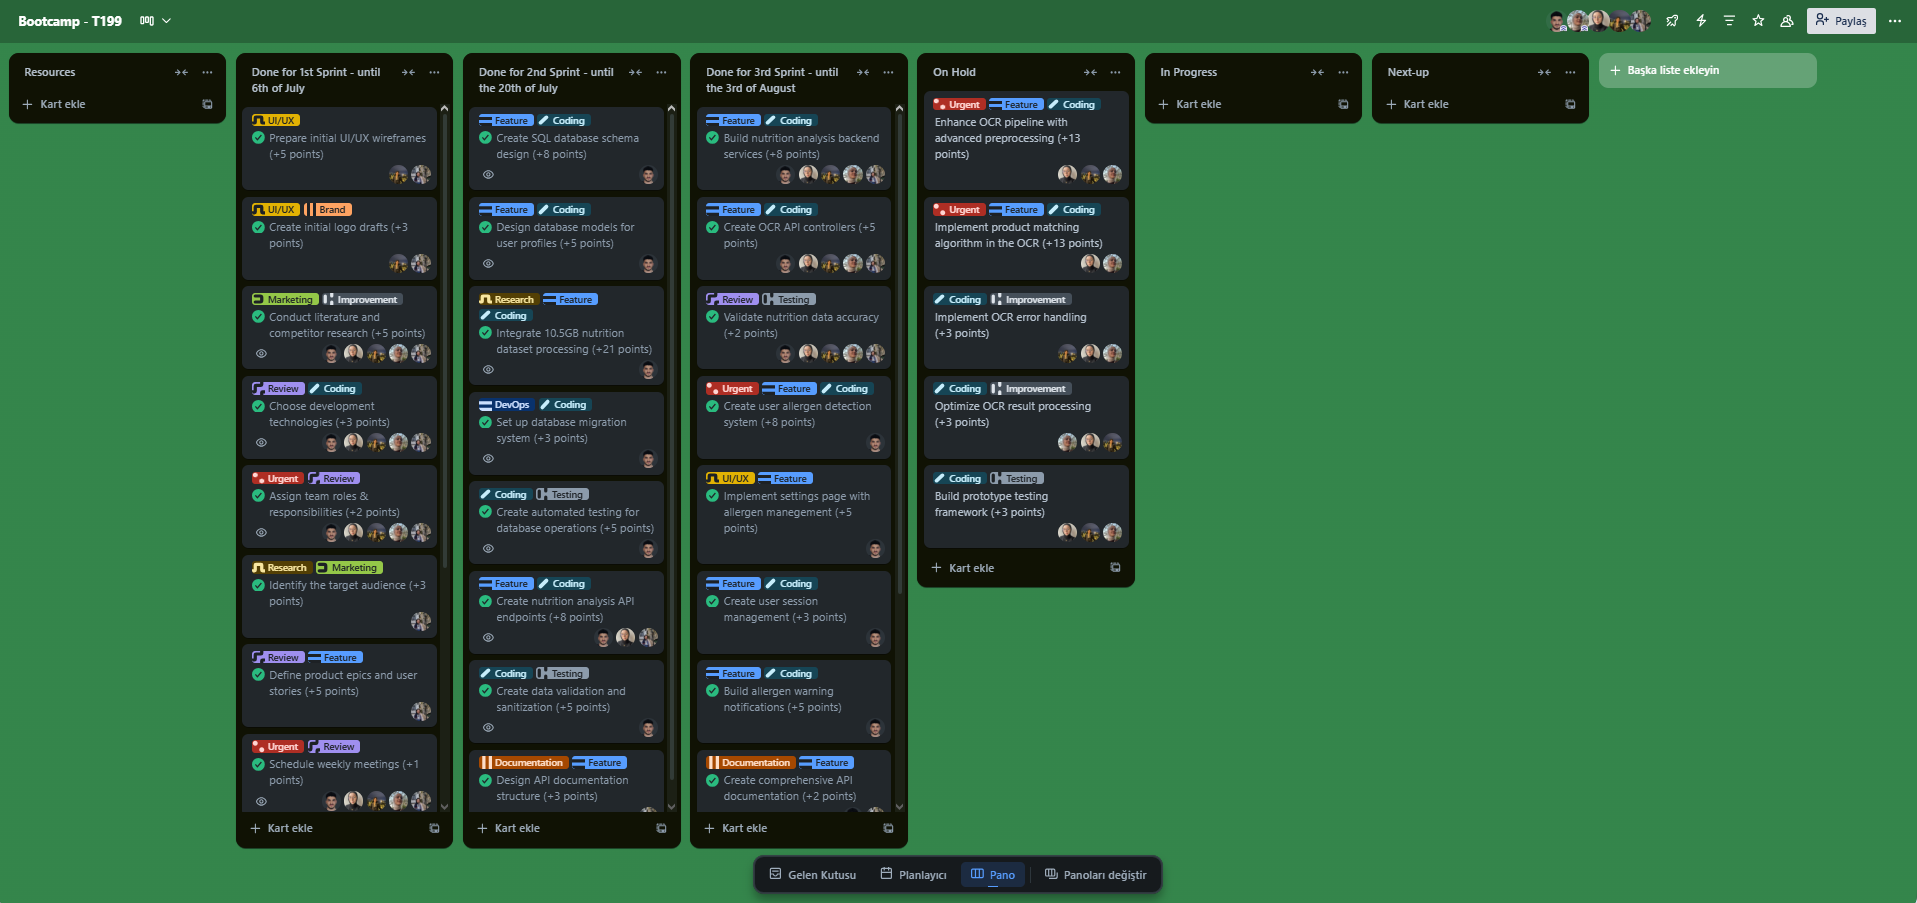 Bootcamp - T199
Paylaş
Resources
Kart ekle
Done for 1st Sprint - until
6th of July
UI/UX
Prepare initial UI/UX wireframes
(+5 points)
UI/UX Brand
Create initial logo drafts (+3
points)
Marketing Improvement
Conduct literature and
competitor research (+5 points)
Review Coding
Choose development
technologies (+3 points)
Urgent Review
Assign team roles &
responsibilities (+2 points)
Research Marketing
Identify the target audience (+3
points)
Review Feature
Define product epics and user
stories (+5 points)
Urgent Review
Schedule weekly meetings (+1
points)
Kart ekle
Done for 2nd Sprint - until
the 20th of July
Feature Coding
Create SQL database schema
design (+8 points)
Feature Coding
Design database models for
user profiles (+5 points)
Research Feature
Coding
Integrate 10.5GB nutrition
dataset processing (+21 points)
DevOps Coding
Set up database migration
system (+3 points)
Coding Testing
Create automated testing for
database operations (+5 points)
Feature Coding
Create nutrition analysis API
endpoints (+8 points)
Coding Testing
Create data validation and
sanitization (+5 points)
Documentation Feature
Design API documentation
structure (+3 points)
Kart ekle
Done for 3rd Sprint - until
the 3rd of August
Feature Coding
Build nutrition analysis backend
services (+8 points)
Feature Coding
Create OCR API controllers (+5
points)
Review Testing
Validate nutrition data accuracy
(+2 points)
Urgent Feature Coding
Create user allergen detection
system (+8 points)
UI/UX Feature
Implement settings page with
allergen manegement (+5
points)
Feature Coding
Create user session
management (+3 points)
Feature Coding
Build allergen warning
notifications (+5 points)
Documentation Feature
Create comprehensive API
documentation (+2 points)
Kart ekle
On Hold
Urgent Feature Coding
Enhance OCR pipeline with
advanced preprocessing (+13
points)
Urgent Feature Coding
Implement product matching
algorithm in the OCR (+13 points)
Coding Improvement
Implement OCR error handling
(+3 points)
Coding Improvement
Optimize OCR result processing
(+3 points)
Coding Testing
Build prototype testing
framework (+3 points)
Kart ekle
In Progress
Kart ekle
Next-up
Kart ekle
Başka liste ekleyin
Gelen Kutusu Planlayıcı Pano Panoları değiştir